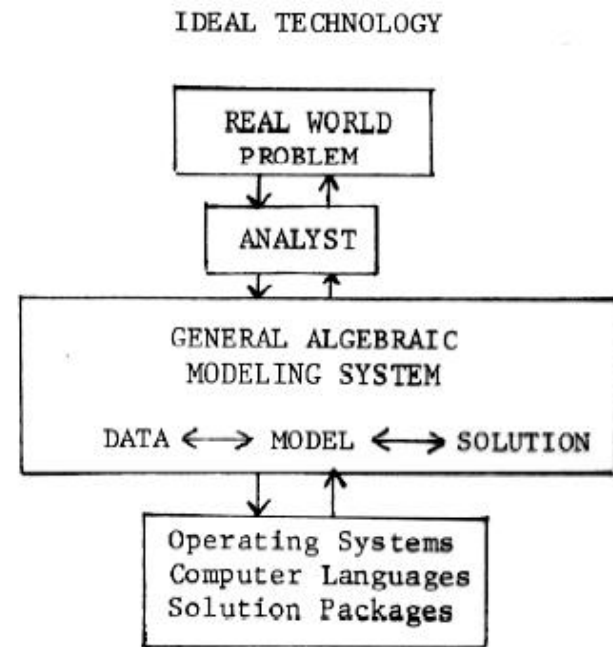 IDEAL TECHNOLOGY
REAL WORLD
PROBLEM
ANALYST
GENERAL ALGEBRAIC
MODELING SYSTEM
DATA ⟷ MODEL ⟷ SOLUTION
Operating Systems
Computer Languages
Solution Packages